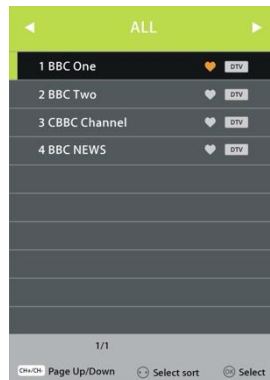 ALL
1 BBC One DTV
2 BBC Two DTV
3 CBBC Channel DTV
4 BBC NEWS DTV
1/1
CH+/CH- Page Up/Down Select sort OK Select